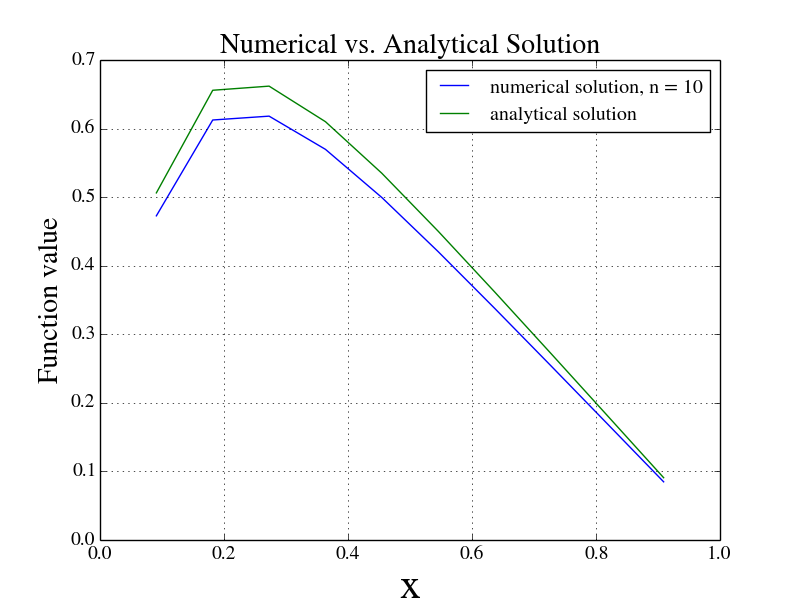 Numerical vs. Analytical Solution
0.7
numerical solution, n = 10
analytical solution
0.6
0.5
0.4
0.3
0.2
0.1
0.0
Function value
0.0 0.2 0.4 0.6 0.8 1.0
x